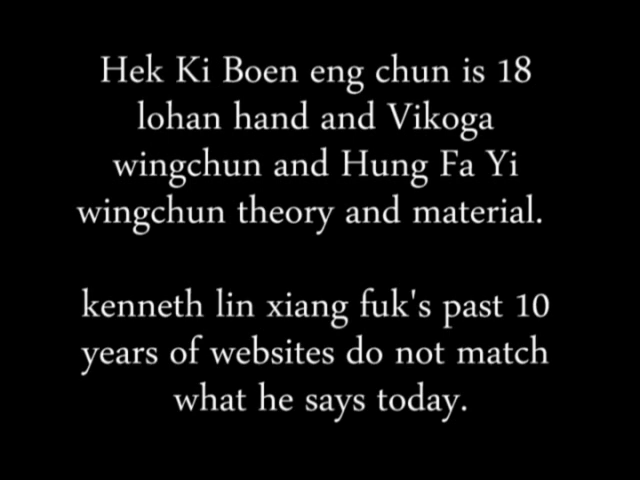 Hek Ki Boen eng chun is 18
lohan hand and Vikoga
wingchun and Hung Fa Yi
wingchun theory and material.
kenneth lin xiang fuk's past 10
years of websites do not match
what he says today.